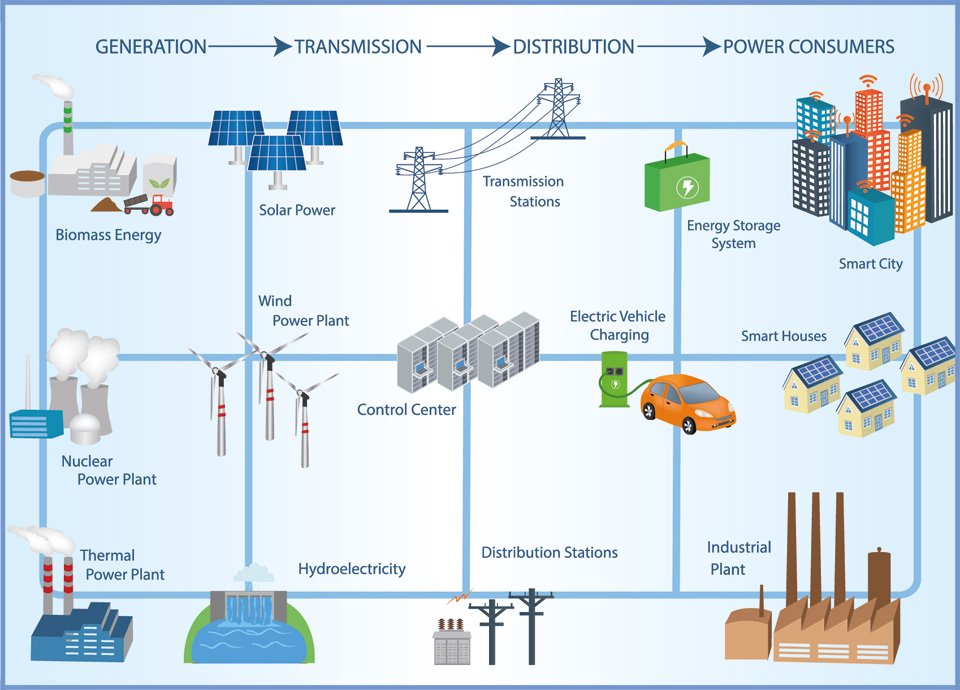 GENERATION TRANSMISSION DISTRIBUTION POWER CONSUMERS
Biomass Energy
Solar Power
Transmission
Stations
Energy Storage
System
Smart City
Wind
Power Plant
Electric Vehicle
Charging
Smart Houses
Control Center
Nuclear
Power Plant
Thermal
Power Plant
Hydroelectricity
Distribution Stations
Industrial
Plant